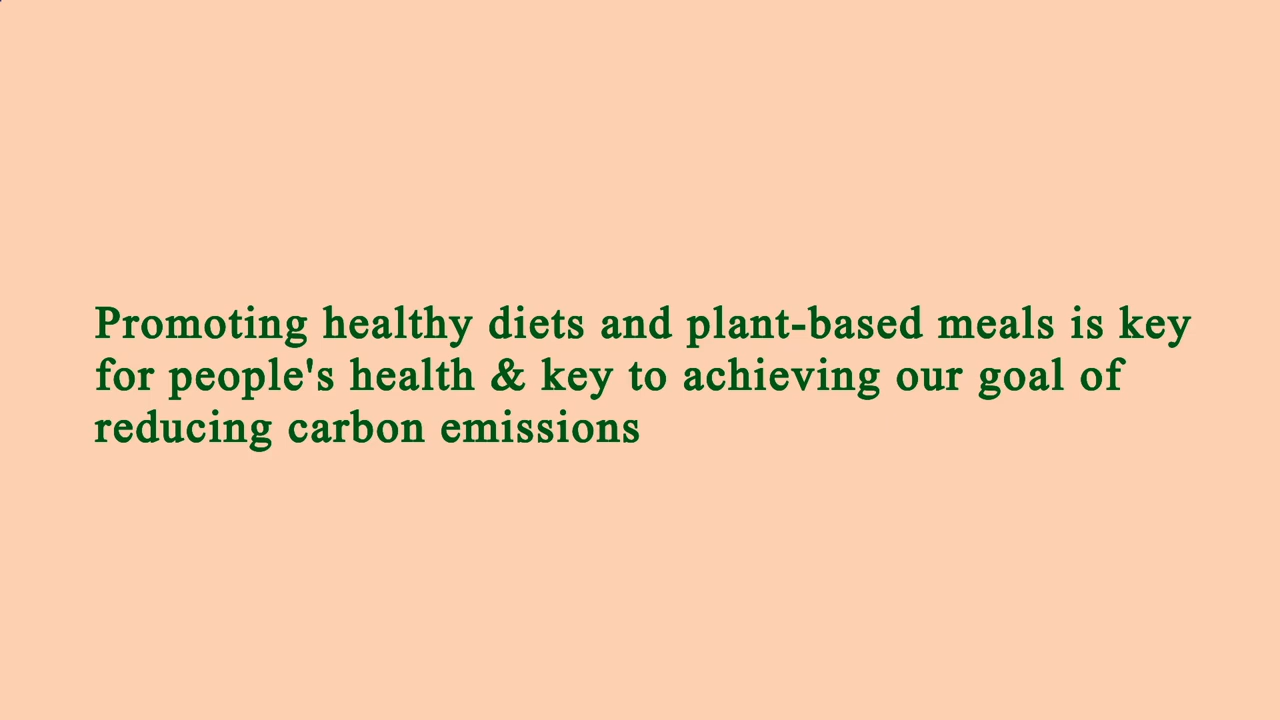 Promoting healthy diets and plant-based meals is key
for people's health & key to achieving our goal of
reducing carbon emissions